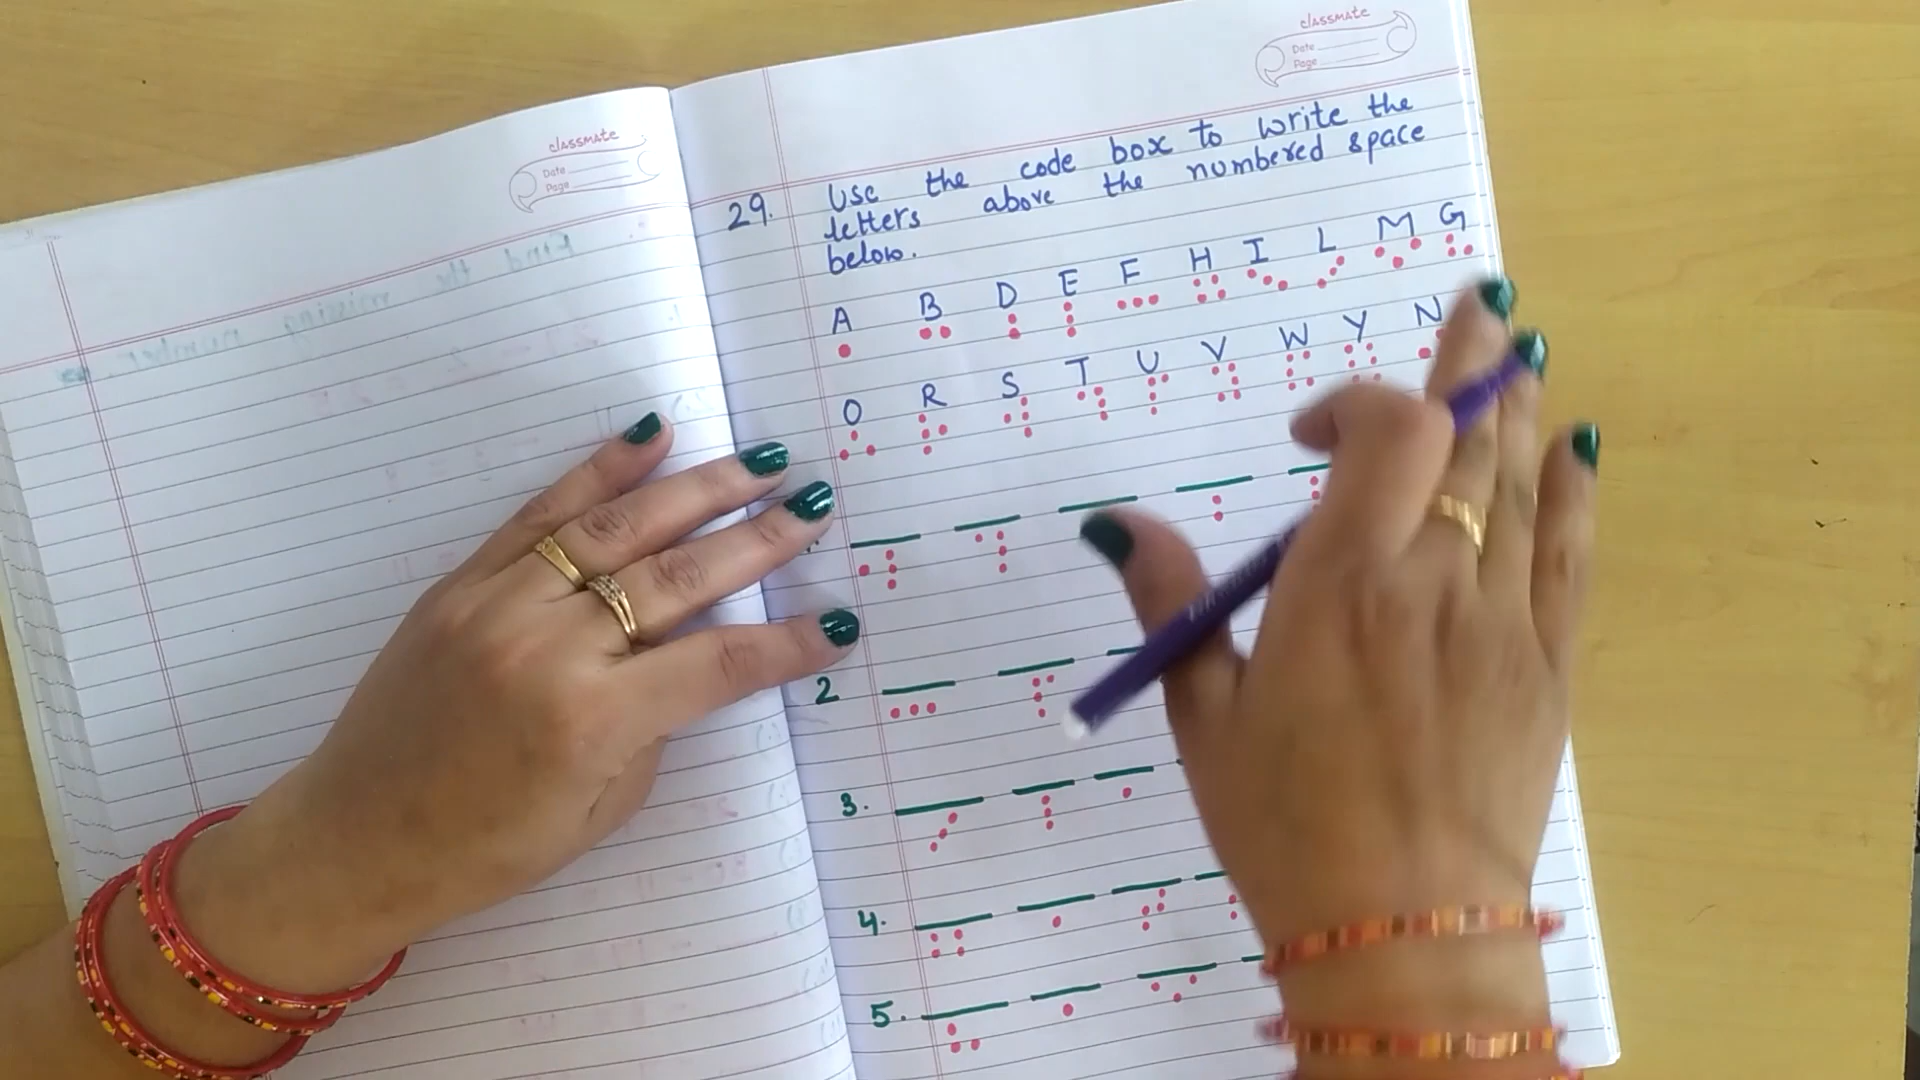 classmate
Date
Page
classmate
Date
Page
29. Use the code box to write the
letters above the numbered space
below.
A B D E F H I L M G
O R S T U V W Y N
2
3.
4.
5.